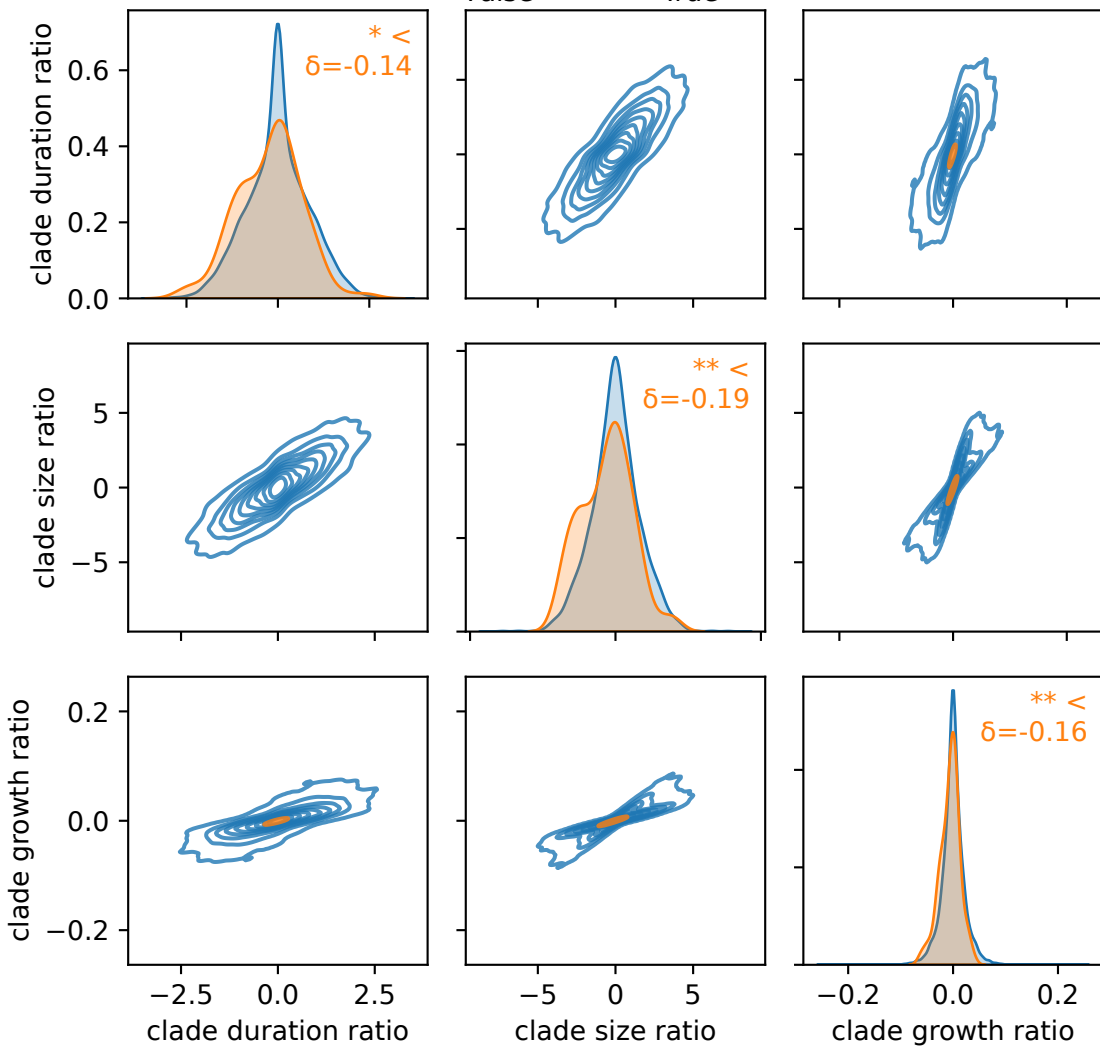 clade duration ratio
0.6
0.4
0.2
0.0
* <
δ=-0.14
clade size ratio
5
0
−5
** <
δ=-0.19
clade growth ratio
0.2
0.0
−0.2
** <
δ=-0.16
−2.5 0.0 2.5
−5 0 5
−0.2 0.0 0.2
clade duration ratio
clade size ratio
clade growth ratio